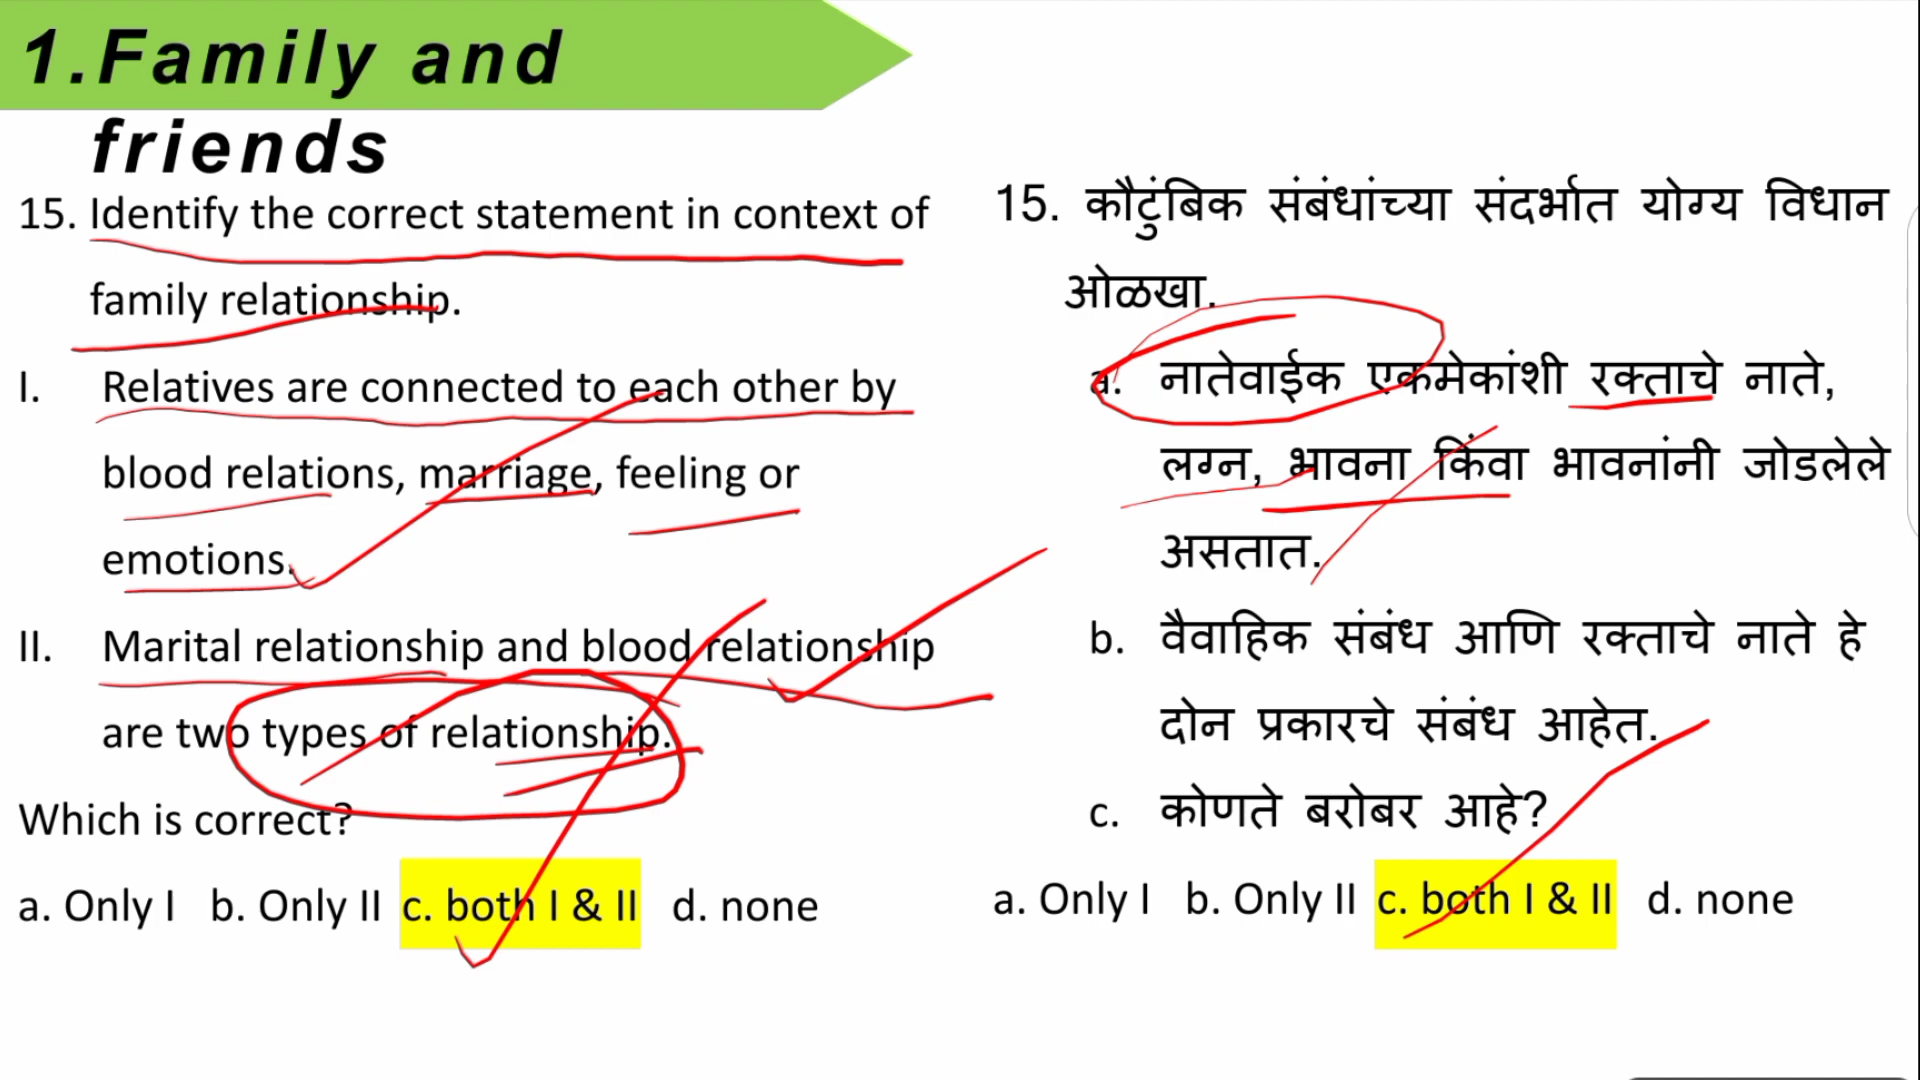 1.Family and
friends
15. Identify the correct statement in context of
family relationship.
I. Relatives are connected to each other by
blood relations, marriage, feeling or
emotions.
II. Marital relationship and blood relationship
are two types of relationship.
Which is correct?
a. Only I b. Only II c. both I & II d. none
15. कौटुंबिक संबंधांच्या संदर्भात योग्य विधान
ओळखा.
a. नातेवाईक एकमेकांशी रक्ताचे नाते,
लग्न, भावना किंवा भावनांनी जोडलेले
असतात.
b. वैवाहिक संबंध आणि रक्ताचे नाते हे
दोन प्रकारचे संबंध आहेत.
c. कोणते बरोबर आहे?
a. Only I b. Only II c. both I & II d. none